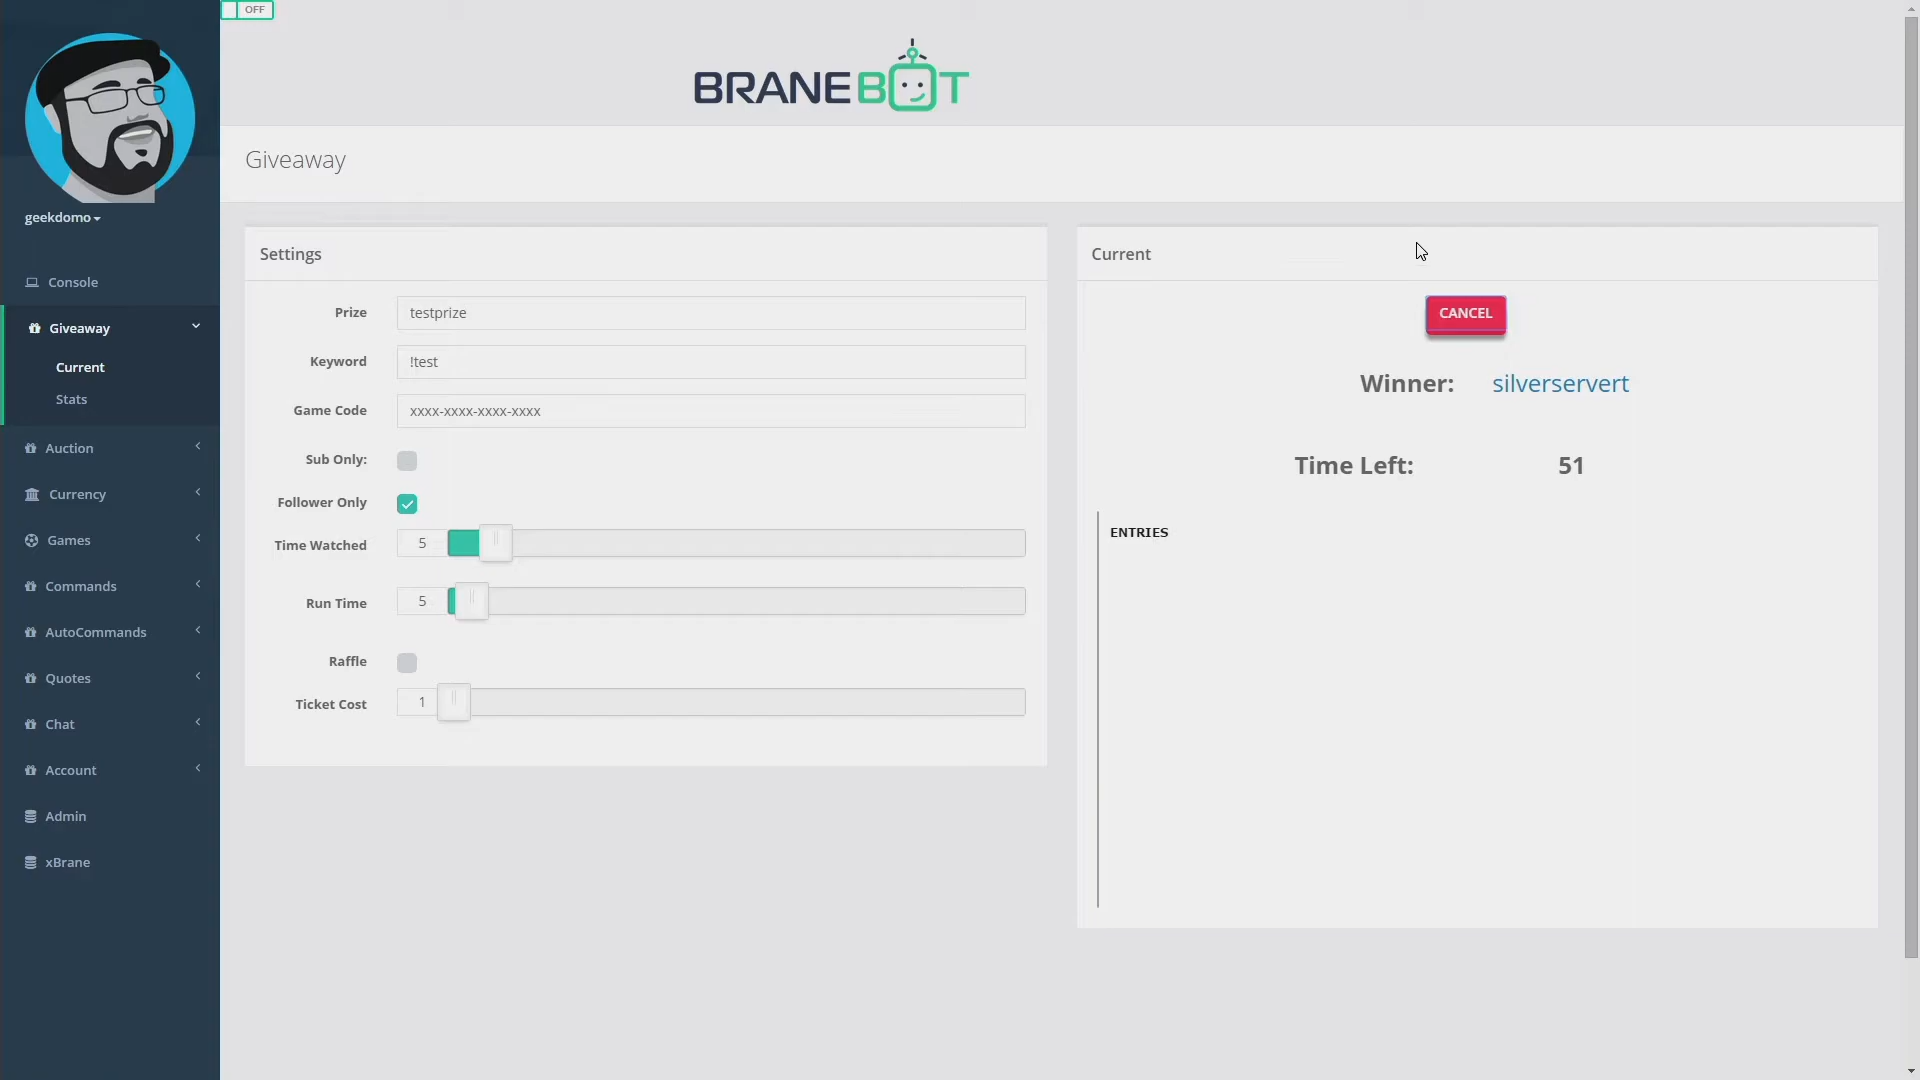 OFF
BRANEBOT
Giveaway
geekdomo
Console
Giveaway
Current
Stats
Auction
Currency
Games
Commands
AutoCommands
Quotes
Chat
Account
Admin
xBrane
Settings
Prize testprize
Keyword !test
Game Code xxxx-xxxx-xxxx-xxxx
Sub Only:
Follower Only
Time Watched 5
Run Time 5
Raffle
Ticket Cost 1
Current
CANCEL
Winner: silverservert
Time Left: 51
ENTRIES